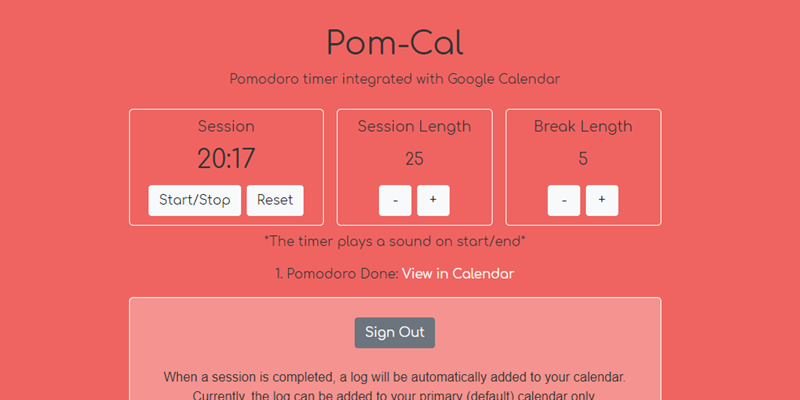 Pom-Cal
Pomodoro timer integrated with Google Calendar
Session
20:17
Start/Stop Reset
Session Length
25
- +
Break Length
5
- +
*The timer plays a sound on start/end*
1. Pomodoro Done: View in Calendar
Sign Out
When a session is completed, a log will be automatically added to your calendar.
Currently, the log can be added to your primary (default) calendar only.